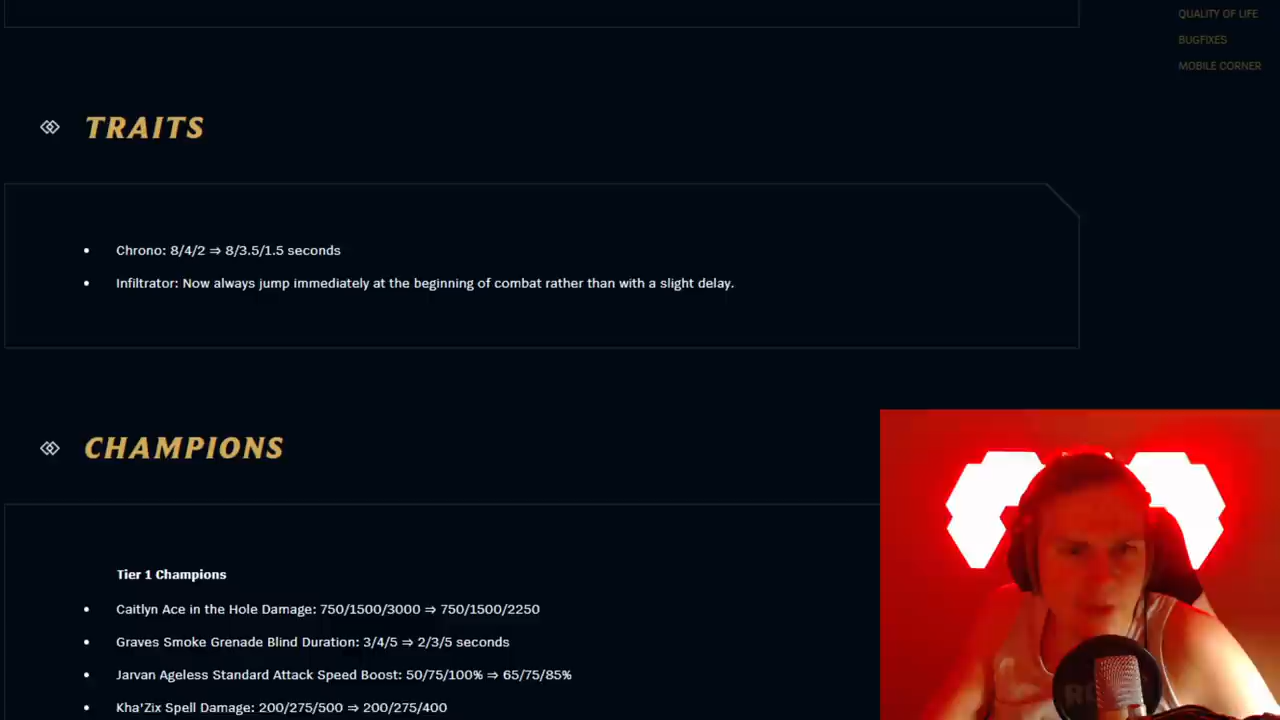 QUALITY OF LIFE
BUGFIXES
MOBILE CORNER
TRAITS
• Chrono: 8/4/2 ⇒ 8/3.5/1.5 seconds
• Infiltrator: Now always jump immediately at the beginning of combat rather than with a slight delay.
CHAMPIONS
Tier 1 Champions
• Caitlyn Ace in the Hole Damage: 750/1500/3000 ⇒ 750/1500/2250
• Graves Smoke Grenade Blind Duration: 3/4/5 ⇒ 2/3/5 seconds
• Jarvan Ageless Standard Attack Speed Boost: 50/75/100% ⇒ 65/75/85%
• Kha'Zix Spell Damage: 200/275/500 ⇒ 200/275/400